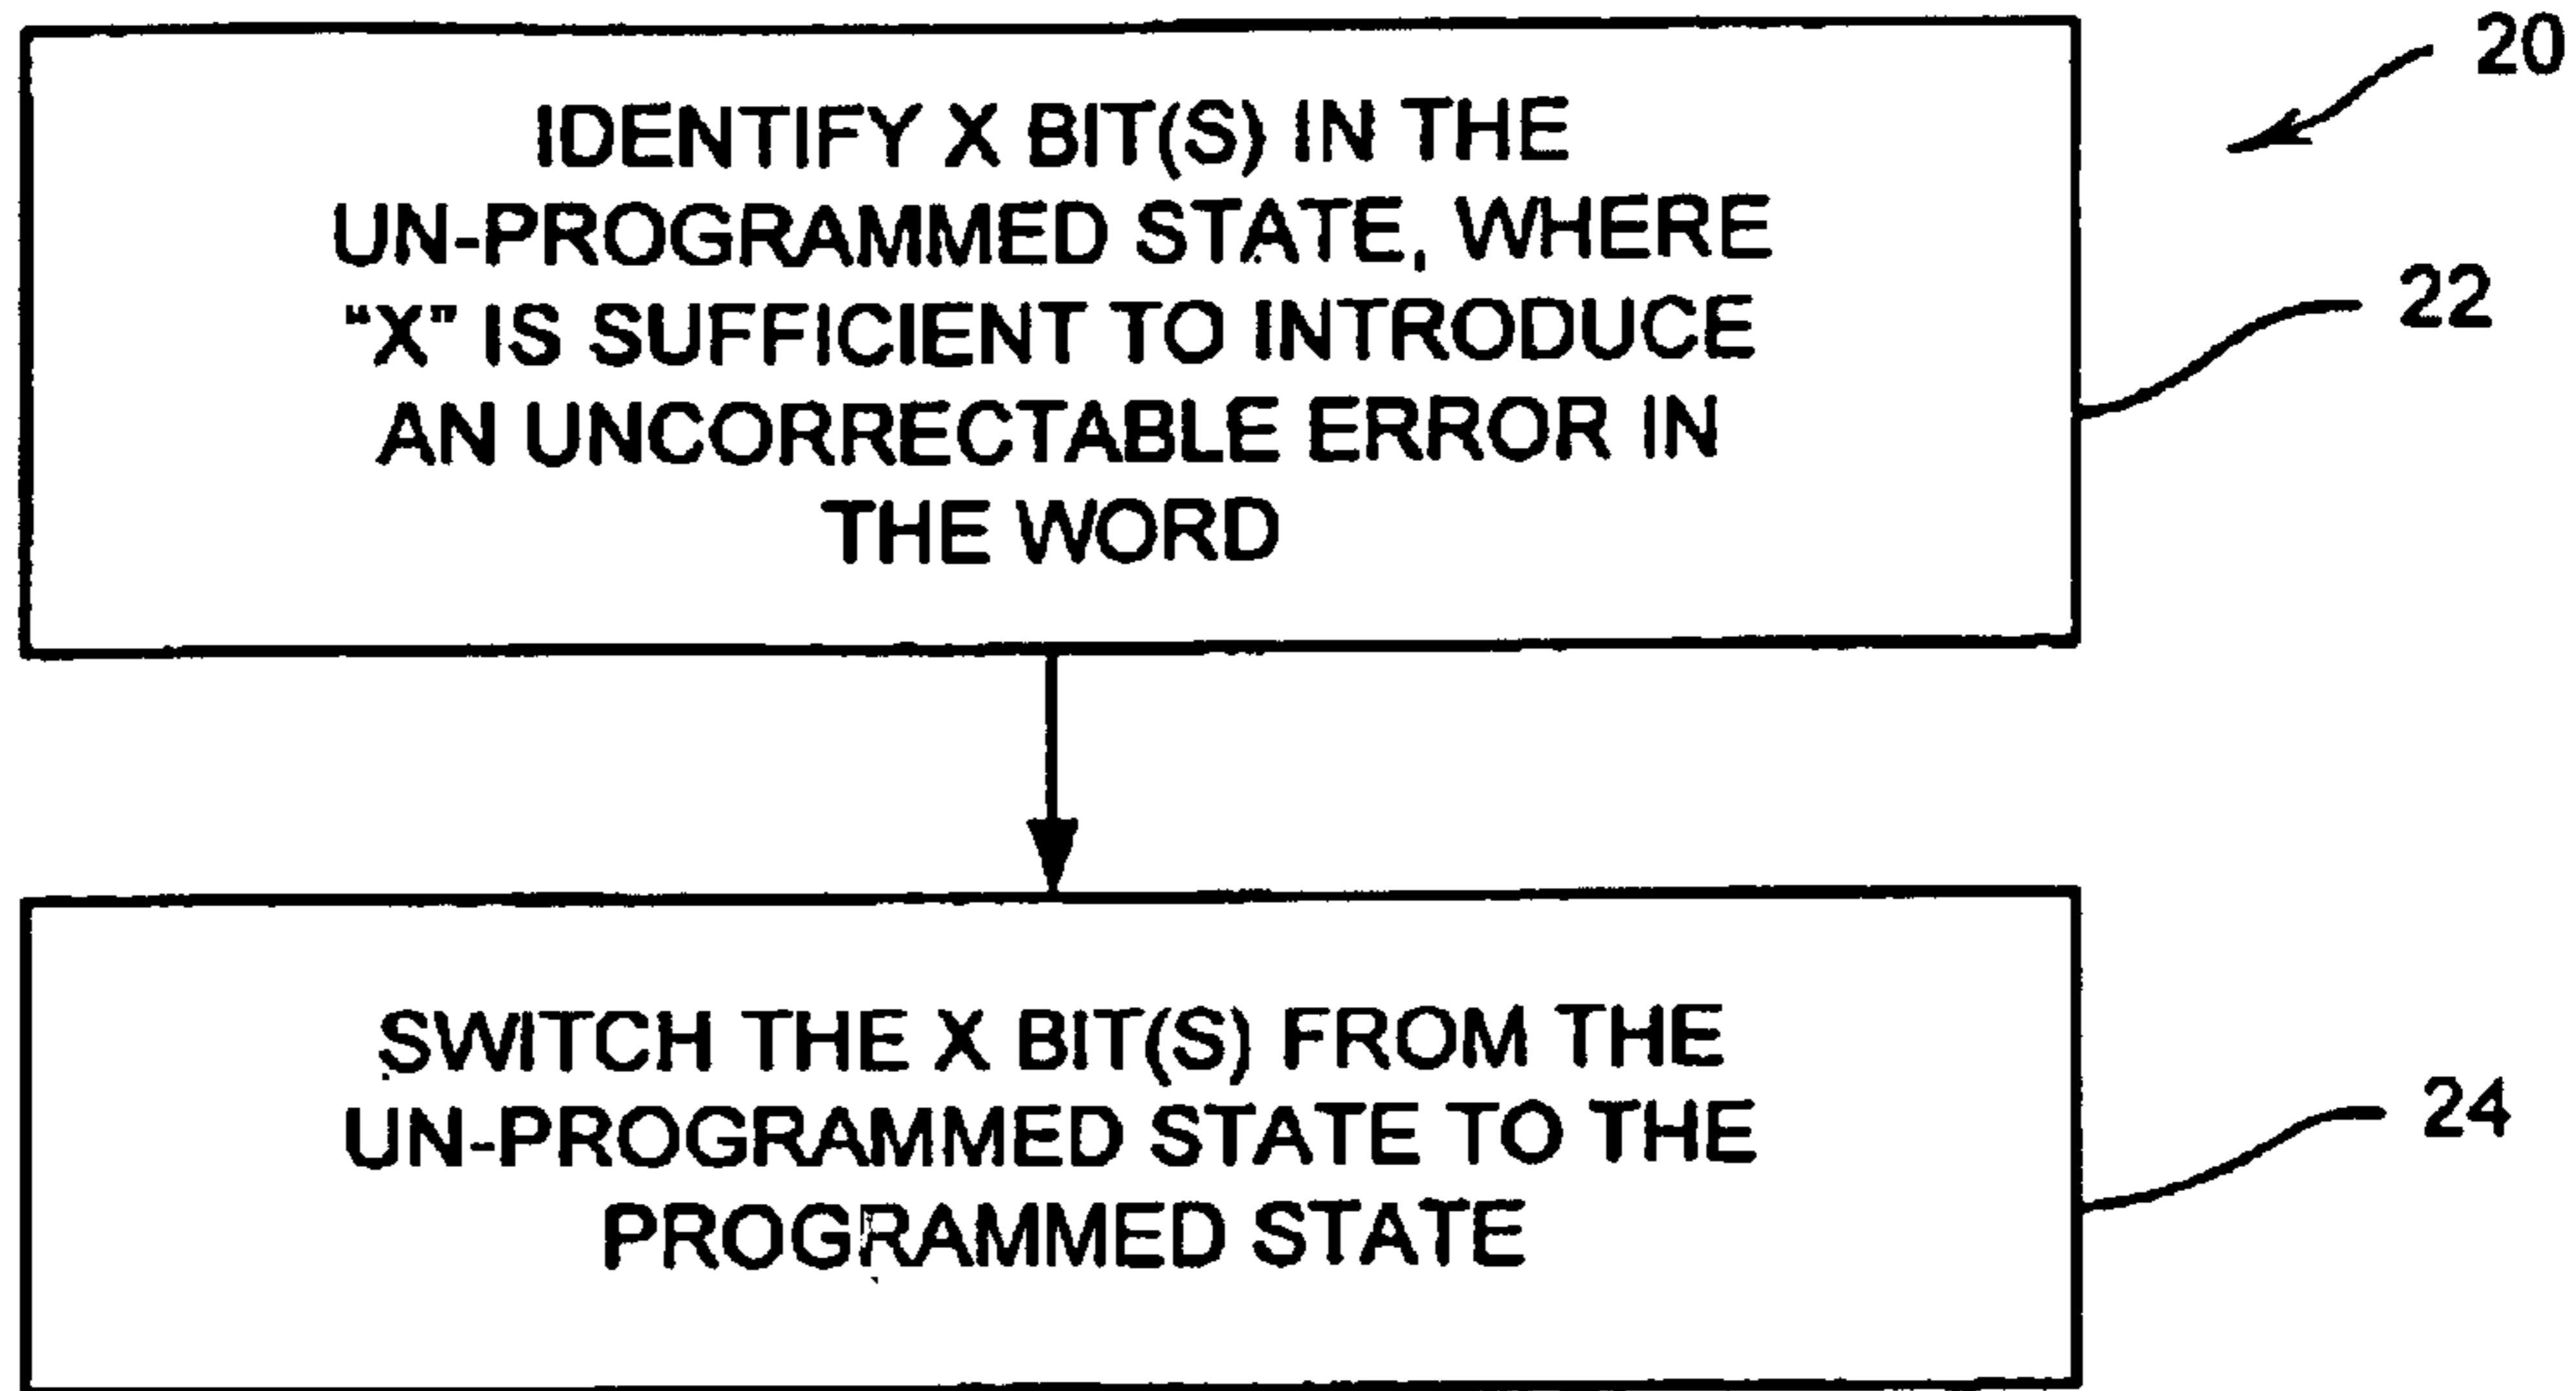 20
IDENTIFY X BIT(S) IN THE
UN-PROGRAMMED STATE, WHERE
“X” IS SUFFICIENT TO INTRODUCE
AN UNCORRECTABLE ERROR IN
THE WORD
22
SWITCH THE X BIT(S) FROM THE
UN-PROGRAMMED STATE TO THE
PROGRAMMED STATE
24